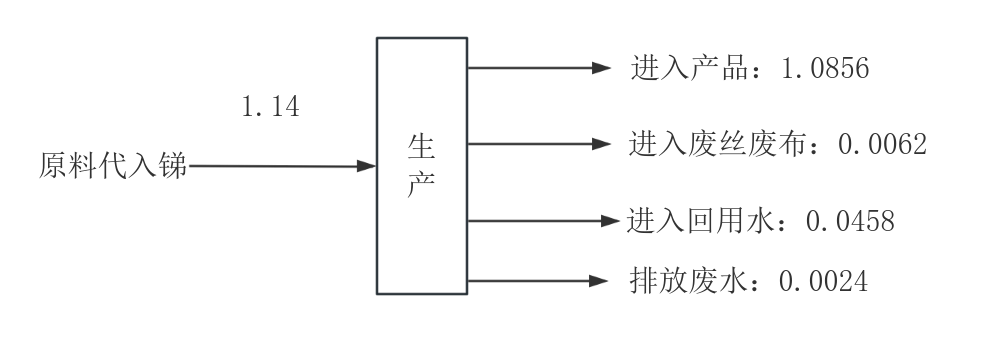 进入产品：1.0856
1.14
生产
进入废丝废布：0.0062
原料代入锑
进入回用水：0.0458
排放废水：0.0024